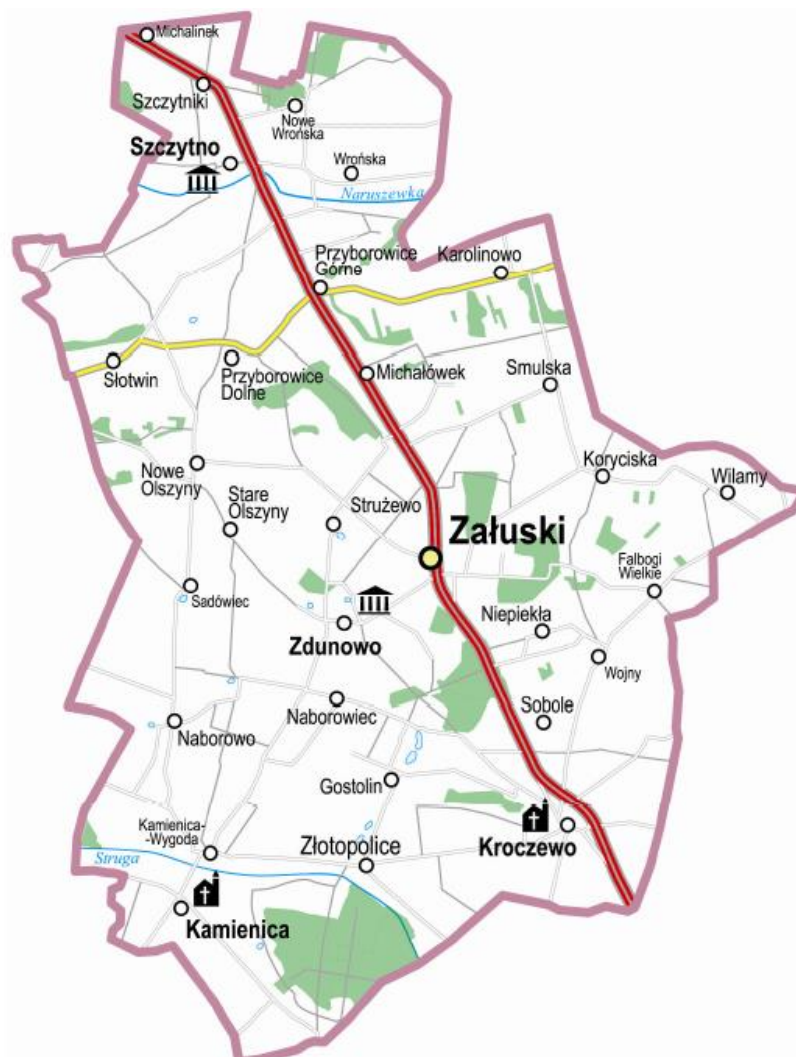 Michalinek
Szczytniki
Nowe
Wrońska
Szczytno
Wrońska
Naruszewka
Przyborowice
Górne
Karolinowo
Słotwin
Przyborowice
Dolne
Michałówek
Smulska
Nowe
Olszyny
Stare
Olszyny
Strużewo
Koryciska
Wilamy
Załuski
Falbogi
Wielkie
Sadówiec
Zdunowo
Niepiekła
Wojny
Naborowo
Naborowiec
Sobole
Gostolin
Kamienica-
-Wygoda
Złotopolice
Kroczewo
Struga
Kamienica